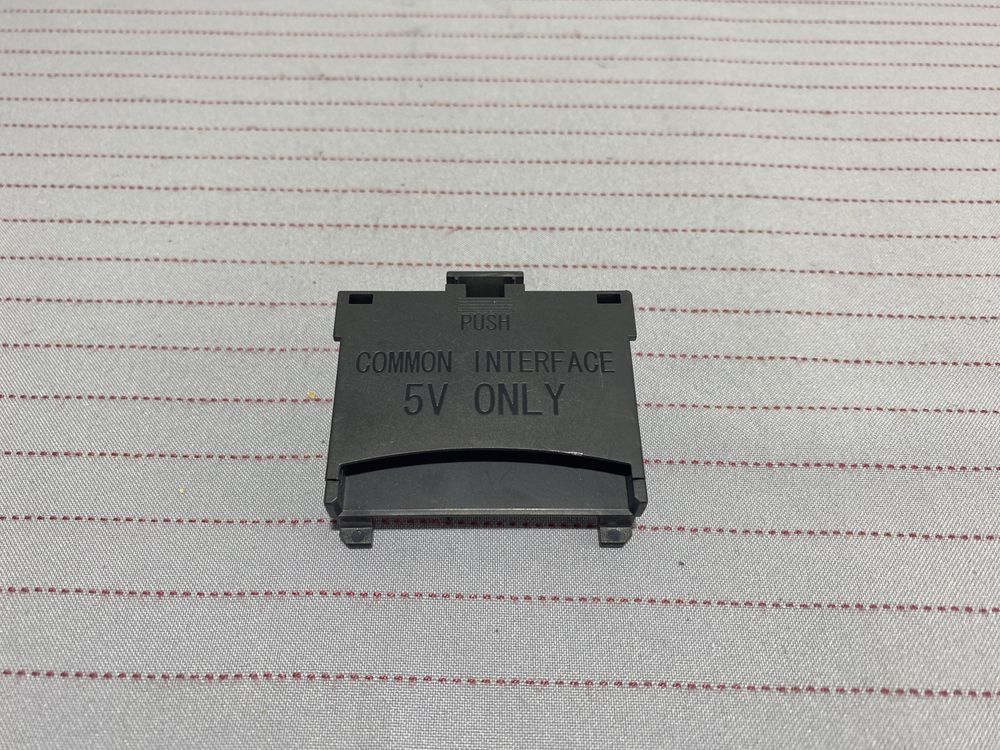 PUSH
COMMON INTERFACE
5V ONLY